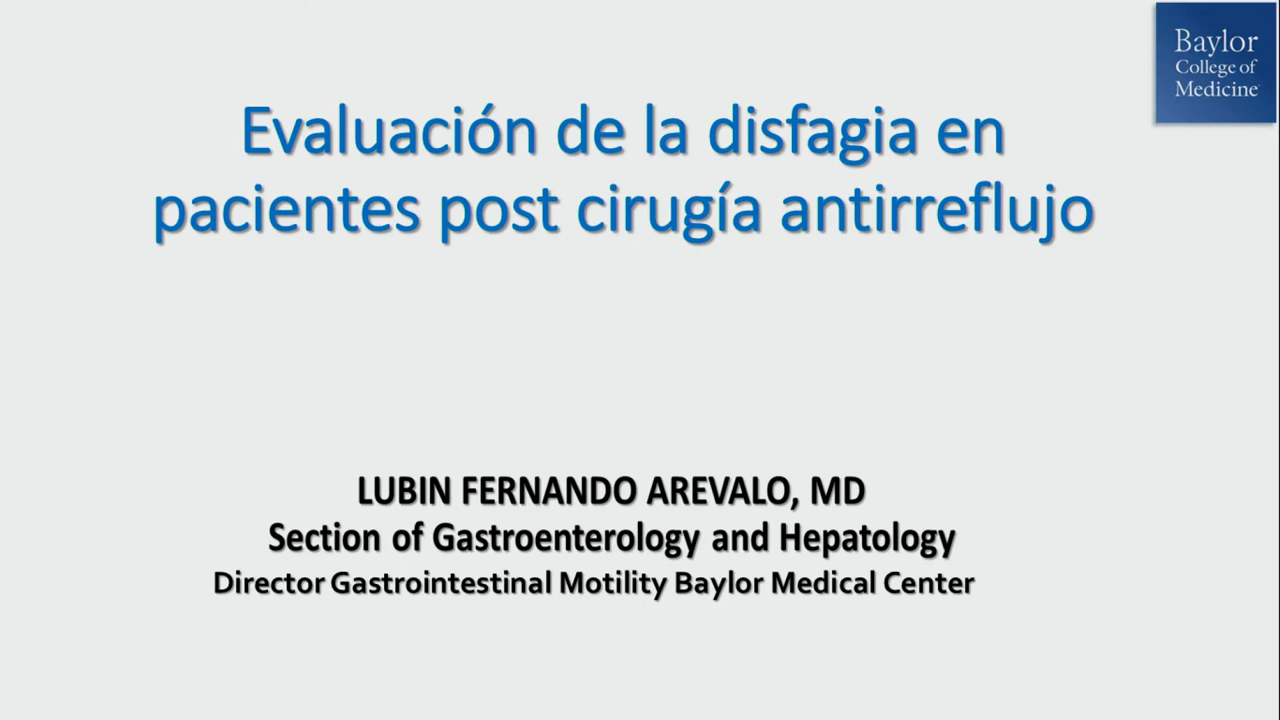 Baylor
College of
Medicine
Evaluación de la disfagia en
pacientes post cirugía antirreflujo
LUBIN FERNANDO AREVALO, MD
Section of Gastroenterology and Hepatology
Director Gastrointestinal Motility Baylor Medical Center